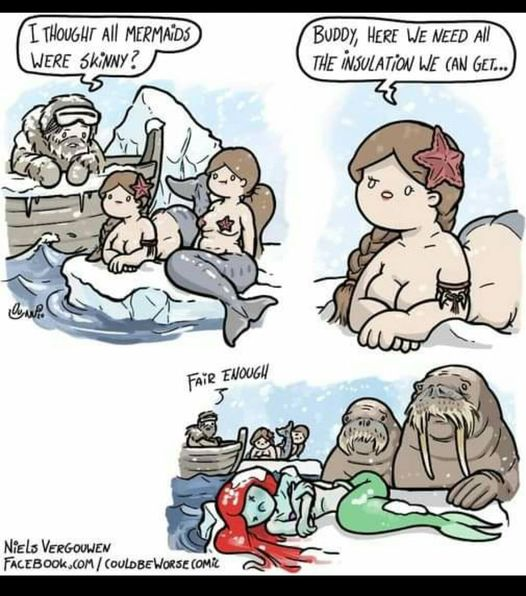 I THOUGHT All MERMAiDS
WERE SKiNNY?
BUDDY, HERE WE NEED All
THE iNSULATiON WE CAN GET...
FAiR ENOUGH
NiELS VERGOUWEN
FACEBOOK.COM / COULDBEWORSECOMiC